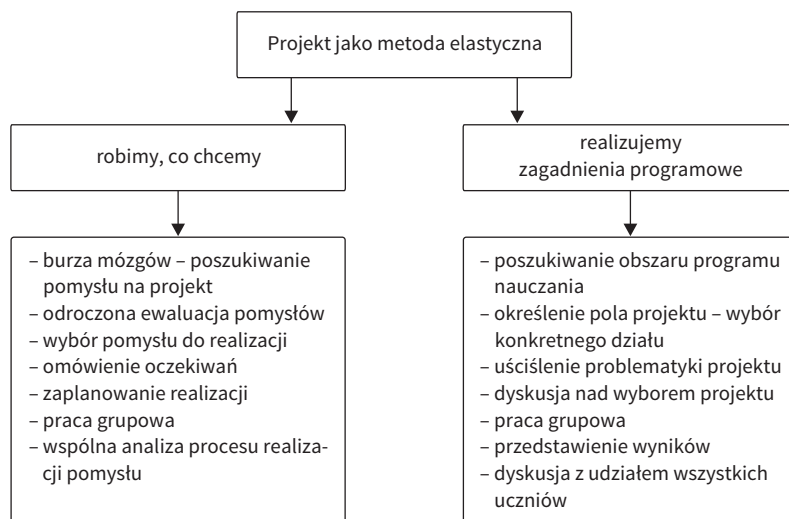 Projekt jako metoda elastyczna
robimy, co chcemy
realizujemy
zagadnienia programowe
– burza mózgów – poszukiwanie
pomysłu na projekt
– odroczona ewaluacja pomysłów
– wybór pomysłu do realizacji
– omówienie oczekiwań
– zaplanowanie realizacji
– praca grupowa
– wspólna analiza procesu realiza-
cji pomysłu
– poszukiwanie obszaru programu
nauczania
– określenie pola projektu – wybór
konkretnego działu
– uściślenie problematyki projektu
– dyskusja nad wyborem projektu
– praca grupowa
– przedstawienie wyników
– dyskusja z udziałem wszystkich
uczniów